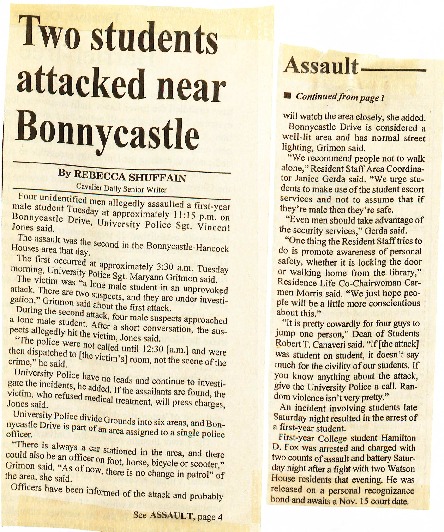 Two students
attacked near
Bonnycastle
By REBECCA SHUFFAIN
Cavalier Daily Senior Writer
Four unidentified men allegedly assaulted a first-year
male student Tuesday at approximately 11:15 p.m. on
Bonnycastle Drive, University Police Sgt. Vincent
Jones said.
The assault was the second in the Bonnycastle-Hancock
Houses area that day.
The first occurred at approximately 3:30 a.m. Tuesday
morning, University Police Sgt. Maryann Grimon said.
The victim was "a lone male student in an unprovoked
attack. There are two suspects, and they are under investi-
gation," Grimon said about the first attack.
During the second attack, four male suspects approached
a lone male student. After a short conversation, the sus-
pects allegedly hit the victim, Jones said.
"The police were not called until 12:30 [a.m.] and were
then dispatched to [the victim's] room, not the scene of the
crime," he said.
University Police have no leads and continue to investi-
gate the incidents, he added. If the assailants are found, the
victim, who refused medical treatment, will press charges,
Jones said.
University Police divide Grounds into six areas, and Bon-
nycastle Drive is part of an area assigned to a single police
officer.
"There is always a car stationed in the area, and there
could also be an officer on foot, horse, bicycle or scooter,"
Grimon said. "As of now, there is no change in patrol" of
the area, she said.
Officers have been informed of the attack and probably
See ASSAULT, page 4
Assault
■ Continued from page 1
will watch the area closely, she added.
Bonnycastle Drive is considered a
well-lit area and has normal street
lighting, Grimon said.
"We recommend people not to walk
alone," Resident Staff Area Coordina-
tor Janice Gerda said. "We urge stu-
dents to make use of the student escort
services and not to assume that if
they're male then they're safe.
"Even men should take advantage of
the security services," Gerda said.
"One thing the Resident Staff tries to
do is promote awareness of personal
safety, whether it is locking the door
or walking home from the library,"
Residence Life Co-Chairwoman Car-
men Morris said. "We just hope peo-
ple will be a little more conscientious
about this."
"It is pretty cowardly for four guys to
jump one person," Dean of Students
Robert T. Canavari said. "If [the attack]
was student on student, it doesn't say
much for the civility of our students. If
you know anything about the attack,
give the University Police a call. Ran-
dom violence isn't very pretty."
An incident involving students late
Saturday night resulted in the arrest of
a first-year student.
First-year College student Hamilton
D. Fox was arrested and charged with
two counts of assault and battery Satur-
day night after a fight with two Watson
House residents that evening. He was
released on a personal recognizance
bond and awaits a Nov. 15 court date.